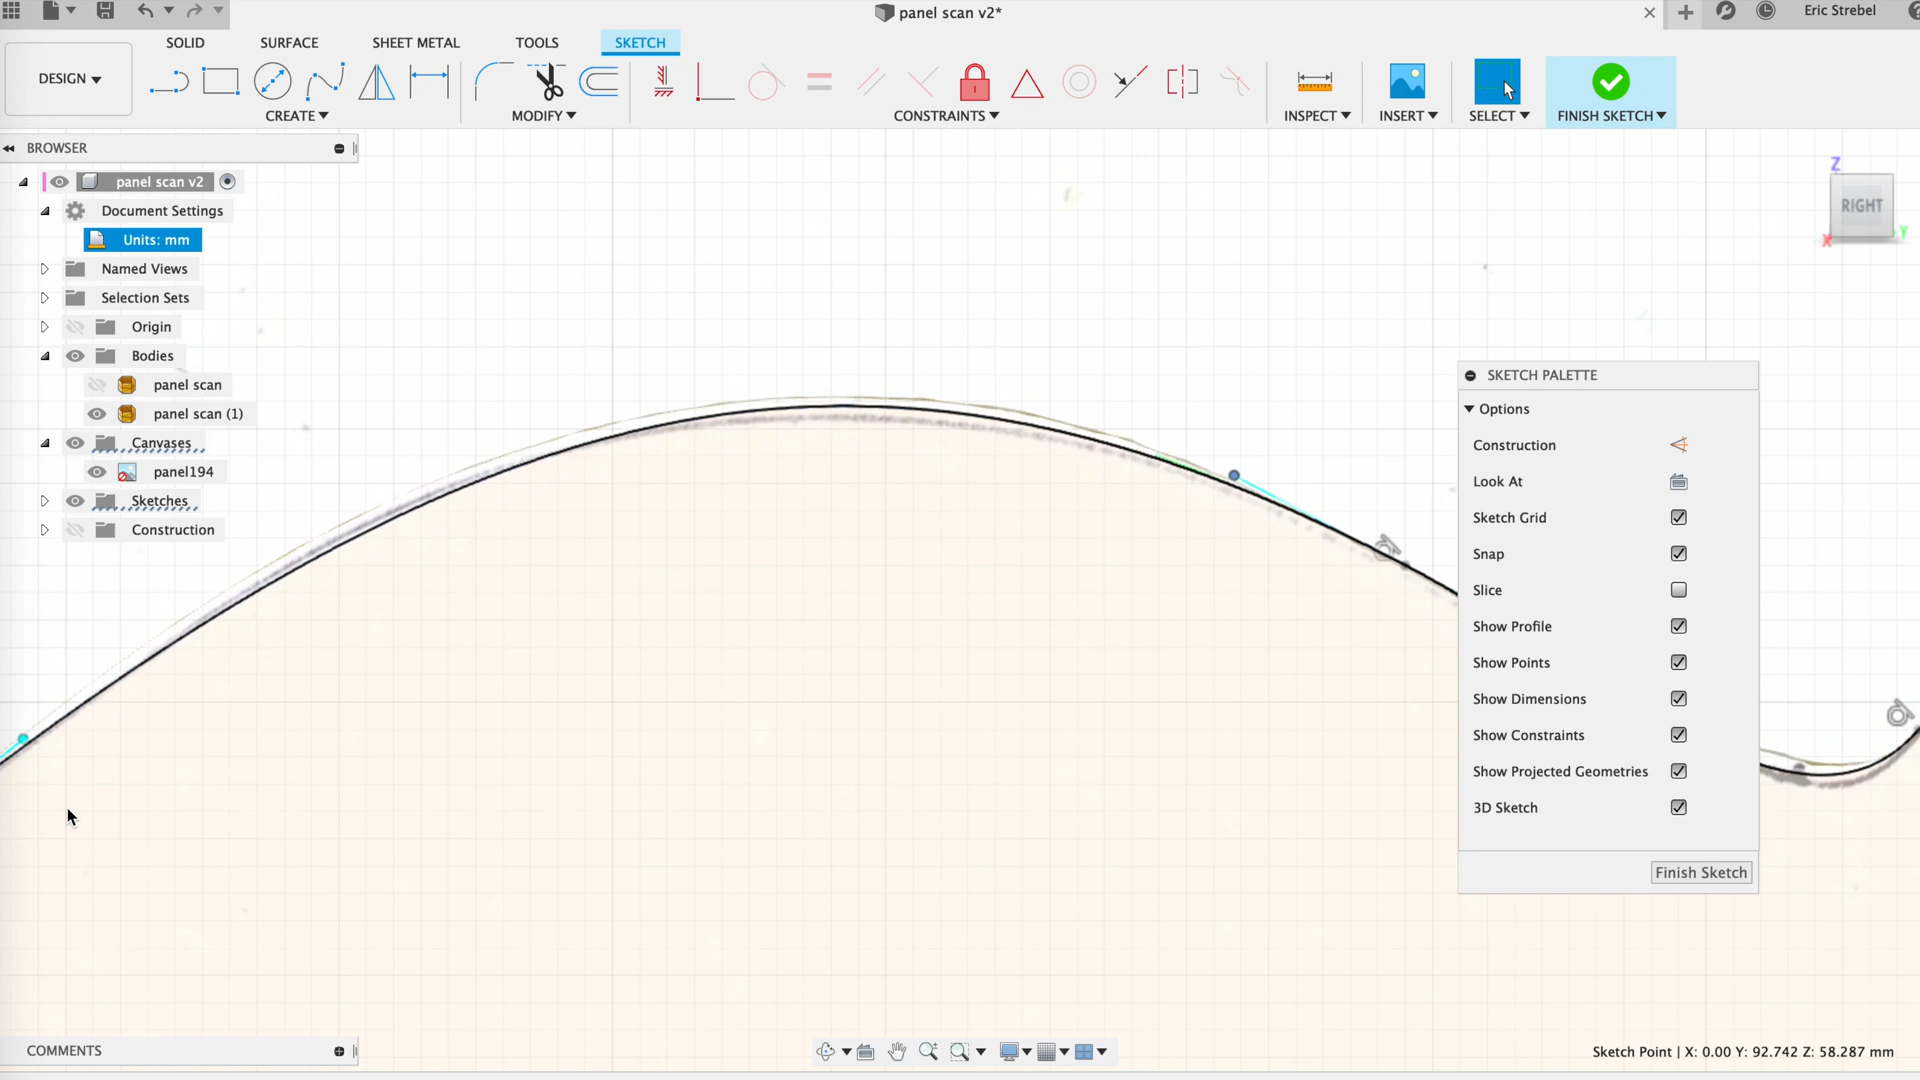 panel scan v2*
Eric Strebel
SOLID
SURFACE
SHEET METAL
TOOLS
SKETCH
DESIGN
CREATE
MODIFY
CONSTRAINTS
INSPECT
INSERT
SELECT
FINISH SKETCH
BROWSER
panel scan v2
Document Settings
Units: mm
Named Views
Selection Sets
Origin
Bodies
panel scan
panel scan (1)
Canvases
panel194
Sketches
Construction
Z
RIGHT
X
Y
SKETCH PALETTE
Options
Construction
Look At
Sketch Grid
Snap
Slice
Show Profile
Show Points
Show Dimensions
Show Constraints
Show Projected Geometries
3D Sketch
Finish Sketch
COMMENTS
Sketch Point | X: 0.00 Y: 92.742 Z: 58.287 mm